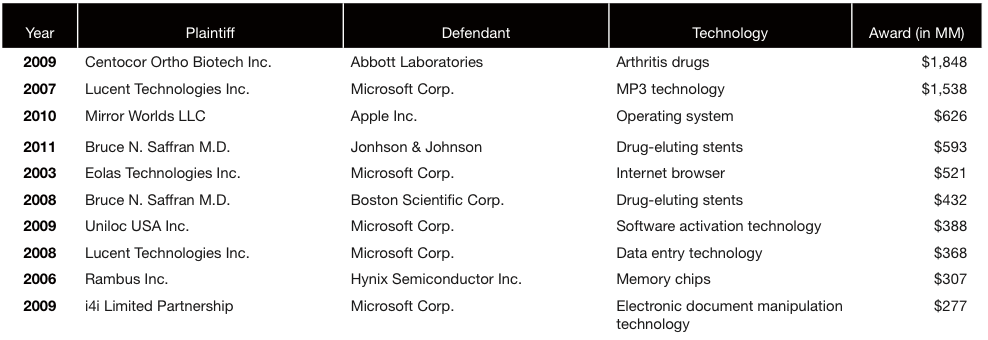 Year Plaintiff Defendant Technology Award (in MM)
2009 Centocor Ortho Biotech Inc. Abbott Laboratories Arthritis drugs $1,848
2007 Lucent Technologies Inc. Microsoft Corp. MP3 technology $1,538
2010 Mirror Worlds LLC Apple Inc. Operating system $626
2011 Bruce N. Saffran M.D. Jonhson & Johnson Drug-eluting stents $593
2003 Eolas Technologies Inc. Microsoft Corp. Internet browser $521
2008 Bruce N. Saffran M.D. Boston Scientific Corp. Drug-eluting stents $432
2009 Uniloc USA Inc. Microsoft Corp. Software activation technology $388
2008 Lucent Technologies Inc. Microsoft Corp. Data entry technology $368
2006 Rambus Inc. Hynix Semiconductor Inc. Memory chips $307
2009 i4i Limited Partnership Microsoft Corp. Electronic document manipulation $277
technology